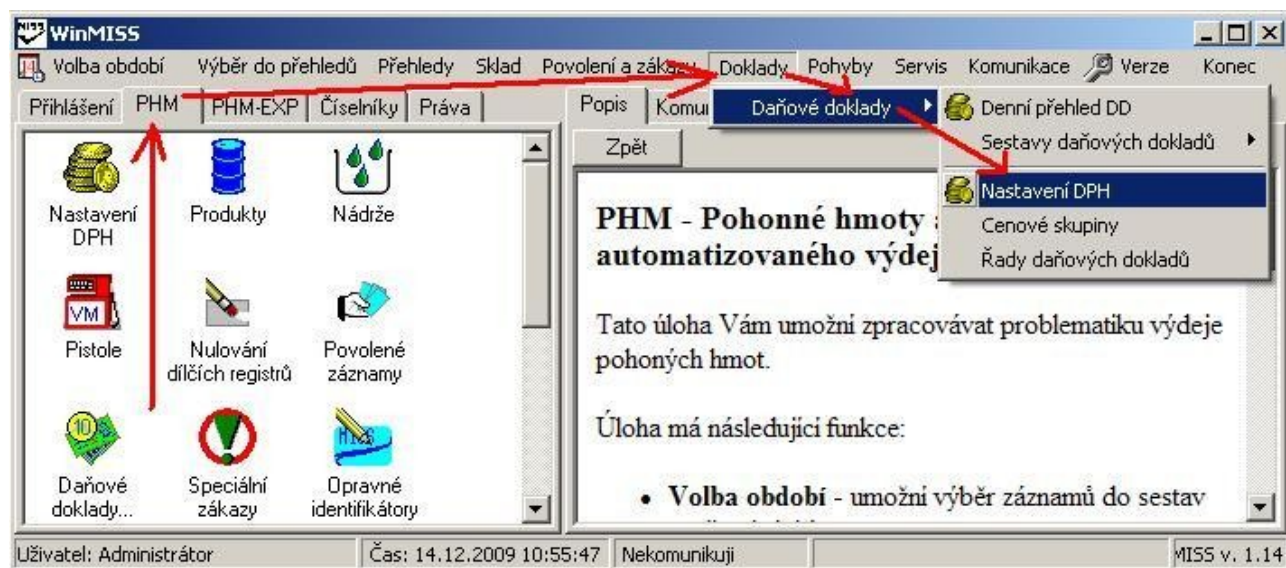 WinMISS
Volba období Výběr do přehledů Přehledy Sklad Povolení a zákazy Doklady Pohyby Servis Komunikace Verze Konec
Přihlášení PHM PHM-EXP Číselníky Práva
Popis
Daňové doklady
Denní přehled DD
Sestavy daňových dokladů
Nastavení DPH
Cenové skupiny
Řady daňových dokladů
Nastavení DPH
Produkty
Nádrže
Pistole
Nulování dílčích registrů
Povolené záznamy
Daňové doklady...
Speciální zákazy
Opravné identifikátory
Zpět
PHM - Pohonné hmoty
automatizovaného
Tato úloha Vám umožní zpracovávat problematiku výdeje
pohoných hmot.
Úloha má následující funkce:
• Volba období - umožní výběr záznamů do sestav
Uživatel: Administrátor Čas: 14.12.2009 10:55:47 Nekomunikuji v. 1.14